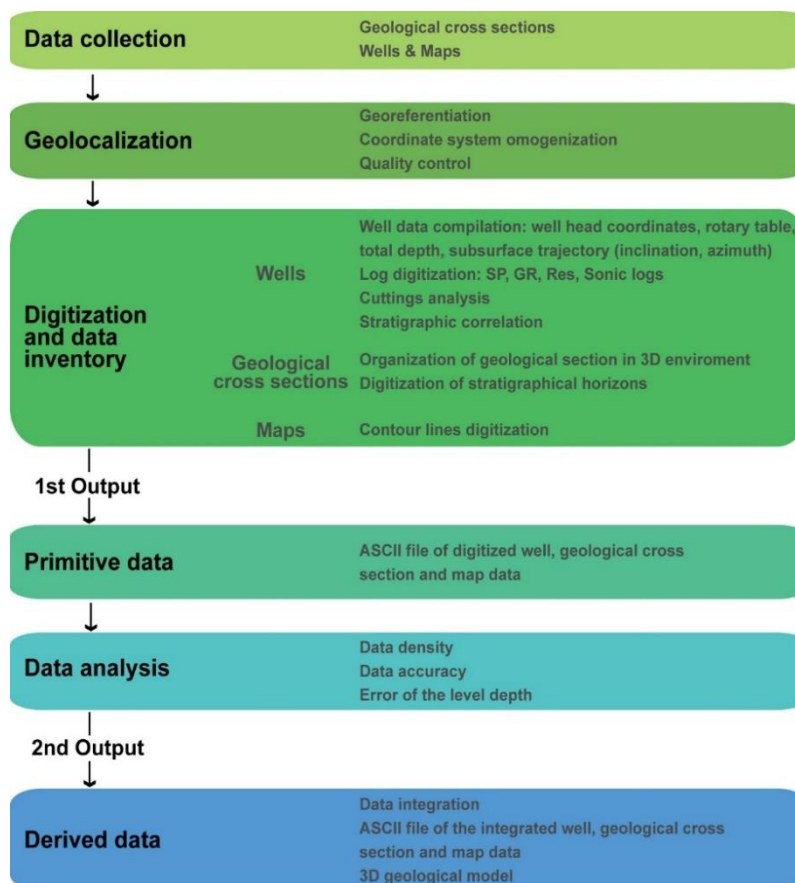 Data collection
Geological cross sections
Wells & Maps
Geolocalization
Georeferentiation
Coordinate system omogenization
Quality control
Digitization
and data
inventory
Wells
Well data compilation: well head coordinates, rotary table,
total depth, subsurface trajectory (inclination, azimuth)
Log digitization: SP, GR, Res, Sonic logs
Cuttings analysis
Stratigraphic correlation
Geological
cross sections
Organization of geological section in 3D enviroment
Digitization of stratigraphical horizons
Maps
Contour lines digitization
1st Output
Primitive data
ASCII file of digitized well, geological cross
section and map data
Data analysis
Data density
Data accuracy
Error of the level depth
2nd Output
Derived data
Data integration
ASCII file of the integrated well, geological cross
section and map data
3D geological model